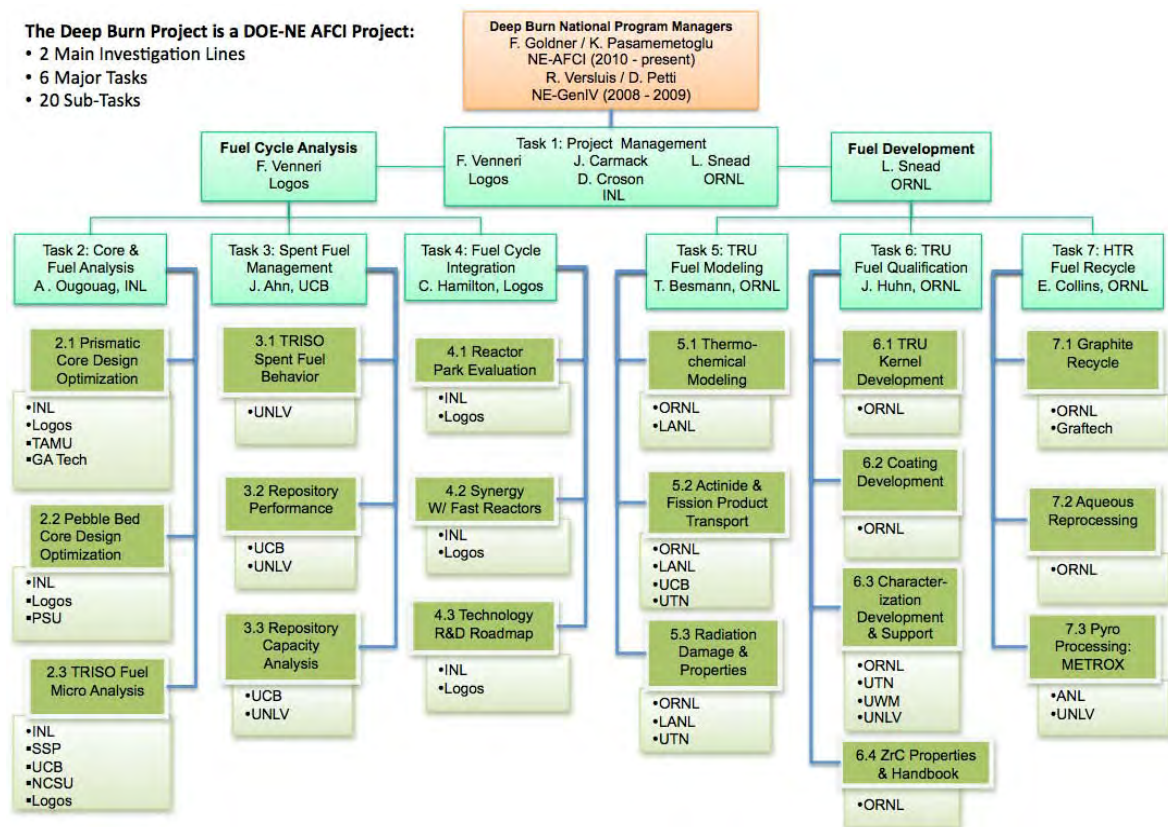 The Deep Burn Project is a DOE-NE AFCI Project:
• 2 Main Investigation Lines
• 6 Major Tasks
• 20 Sub-Tasks
Deep Burn National Program Managers
F. Goldner / K. Pasamemetoglu
NE-AFCI (2010 - present)
R. Versluis / D. Petti
NE-GenIV (2008 - 2009)
Fuel Cycle Analysis
F. Venneri
Logos
Task 1: Project Management
F. Venneri J. Carmack L. Snead
Logos D. Croson ORNL
INL
Fuel Development
L. Snead
ORNL
Task 2: Core &
Fuel Analysis
A . Ougouag, INL
2.1 Prismatic
Core Design
Optimization
•INL
•Logos
▪TAMU
▪GA Tech
2.2 Pebble Bed
Core Design
Optimization
•INL
•Logos
▪PSU
2.3 TRISO Fuel
Micro Analysis
•INL
▪SSP
▪UCB
▪NCSU
▪Logos
Task 3: Spent Fuel
Management
J. Ahn, UCB
3.1 TRISO
Spent Fuel
Behavior
•UNLV
3.2 Repository
Performance
•UCB
•UNLV
3.3 Repository
Capacity
Analysis
•UCB
•UNLV
Task 4: Fuel Cycle
Integration
C. Hamilton, Logos
4.1 Reactor
Park Evaluation
•INL
•Logos
4.2 Synergy
W/ Fast Reactors
•INL
•Logos
4.3 Technology
R&D Roadmap
•INL
•Logos
Task 5: TRU
Fuel Modeling
T. Besmann, ORNL
5.1 Thermo-
chemical
Modeling
•ORNL
•LANL
5.2 Actinide &
Fission Product
Transport
•ORNL
•LANL
•UCB
•UTN
5.3 Radiation
Damage &
Properties
•ORNL
•LANL
•UTN
Task 6: TRU
Fuel Qualification
J. Huhn, ORNL
6.1 TRU
Kernel
Development
•ORNL
6.2 Coating
Development
•ORNL
6.3 Character-
ization
Development
& Support
•ORNL
•UTN
•UWM
•UNLV
6.4 ZrC Properties
& Handbook
•ORNL
Task 7: HTR
Fuel Recycle
E. Collins, ORNL
7.1 Graphite
Recycle
•ORNL
•Graftech
7.2 Aqueous
Reprocessing
•ORNL
7.3 Pyro
Processing:
METROX
•ANL
•UNLV